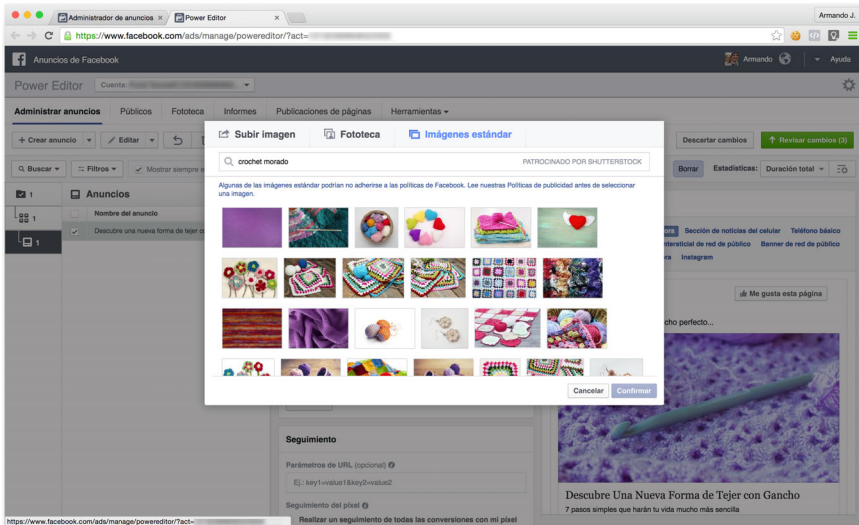 Administrador de anuncios
Power Editor
Armando J.
https://www.facebook.com/ads/manage/powereditor/?act=
Anuncios de Facebook
Armando
Ayuda
Power Editor
Cuenta:
Administrar anuncios
Públicos
Fototeca
Informes
Publicaciones de páginas
Herramientas
+ Crear anuncio
Editar
Descartar cambios
Revisar cambios (3)
Subir imagen
Fototeca
Imágenes estándar
Buscar
Filtros
Mostrar siempre e
crochet morado
PATROCINADO POR SHUTTERSTOCK
Borrar
Estadísticas:
Duración total
Algunas de las imágenes estándar podrían no adherirse a las políticas de Facebook. Lee nuestras Políticas de publicidad antes de seleccionar
una imagen.
1
Anuncios
1
Nombre del anuncio
1
Descubre una nueva forma de tejer co
Sección de noticias del celular
Teléfono básico
ntersticial de red de público
Banner de red de público
Instagram
Me gusta esta página
cho perfecto...
Cancelar
Confirmar
Seguimiento
Parámetros de URL (opcional)
Ej.: key1=value1&key2=value2
Seguimiento del píxel
Realizar un seguimiento de todas las conversiones con mi píxel
Descubre Una Nueva Forma de Tejer con Gancho
7 pasos simples que harán tu vida mucho más sencilla
https://www.facebook.com/ads/manage/powereditor/?act=